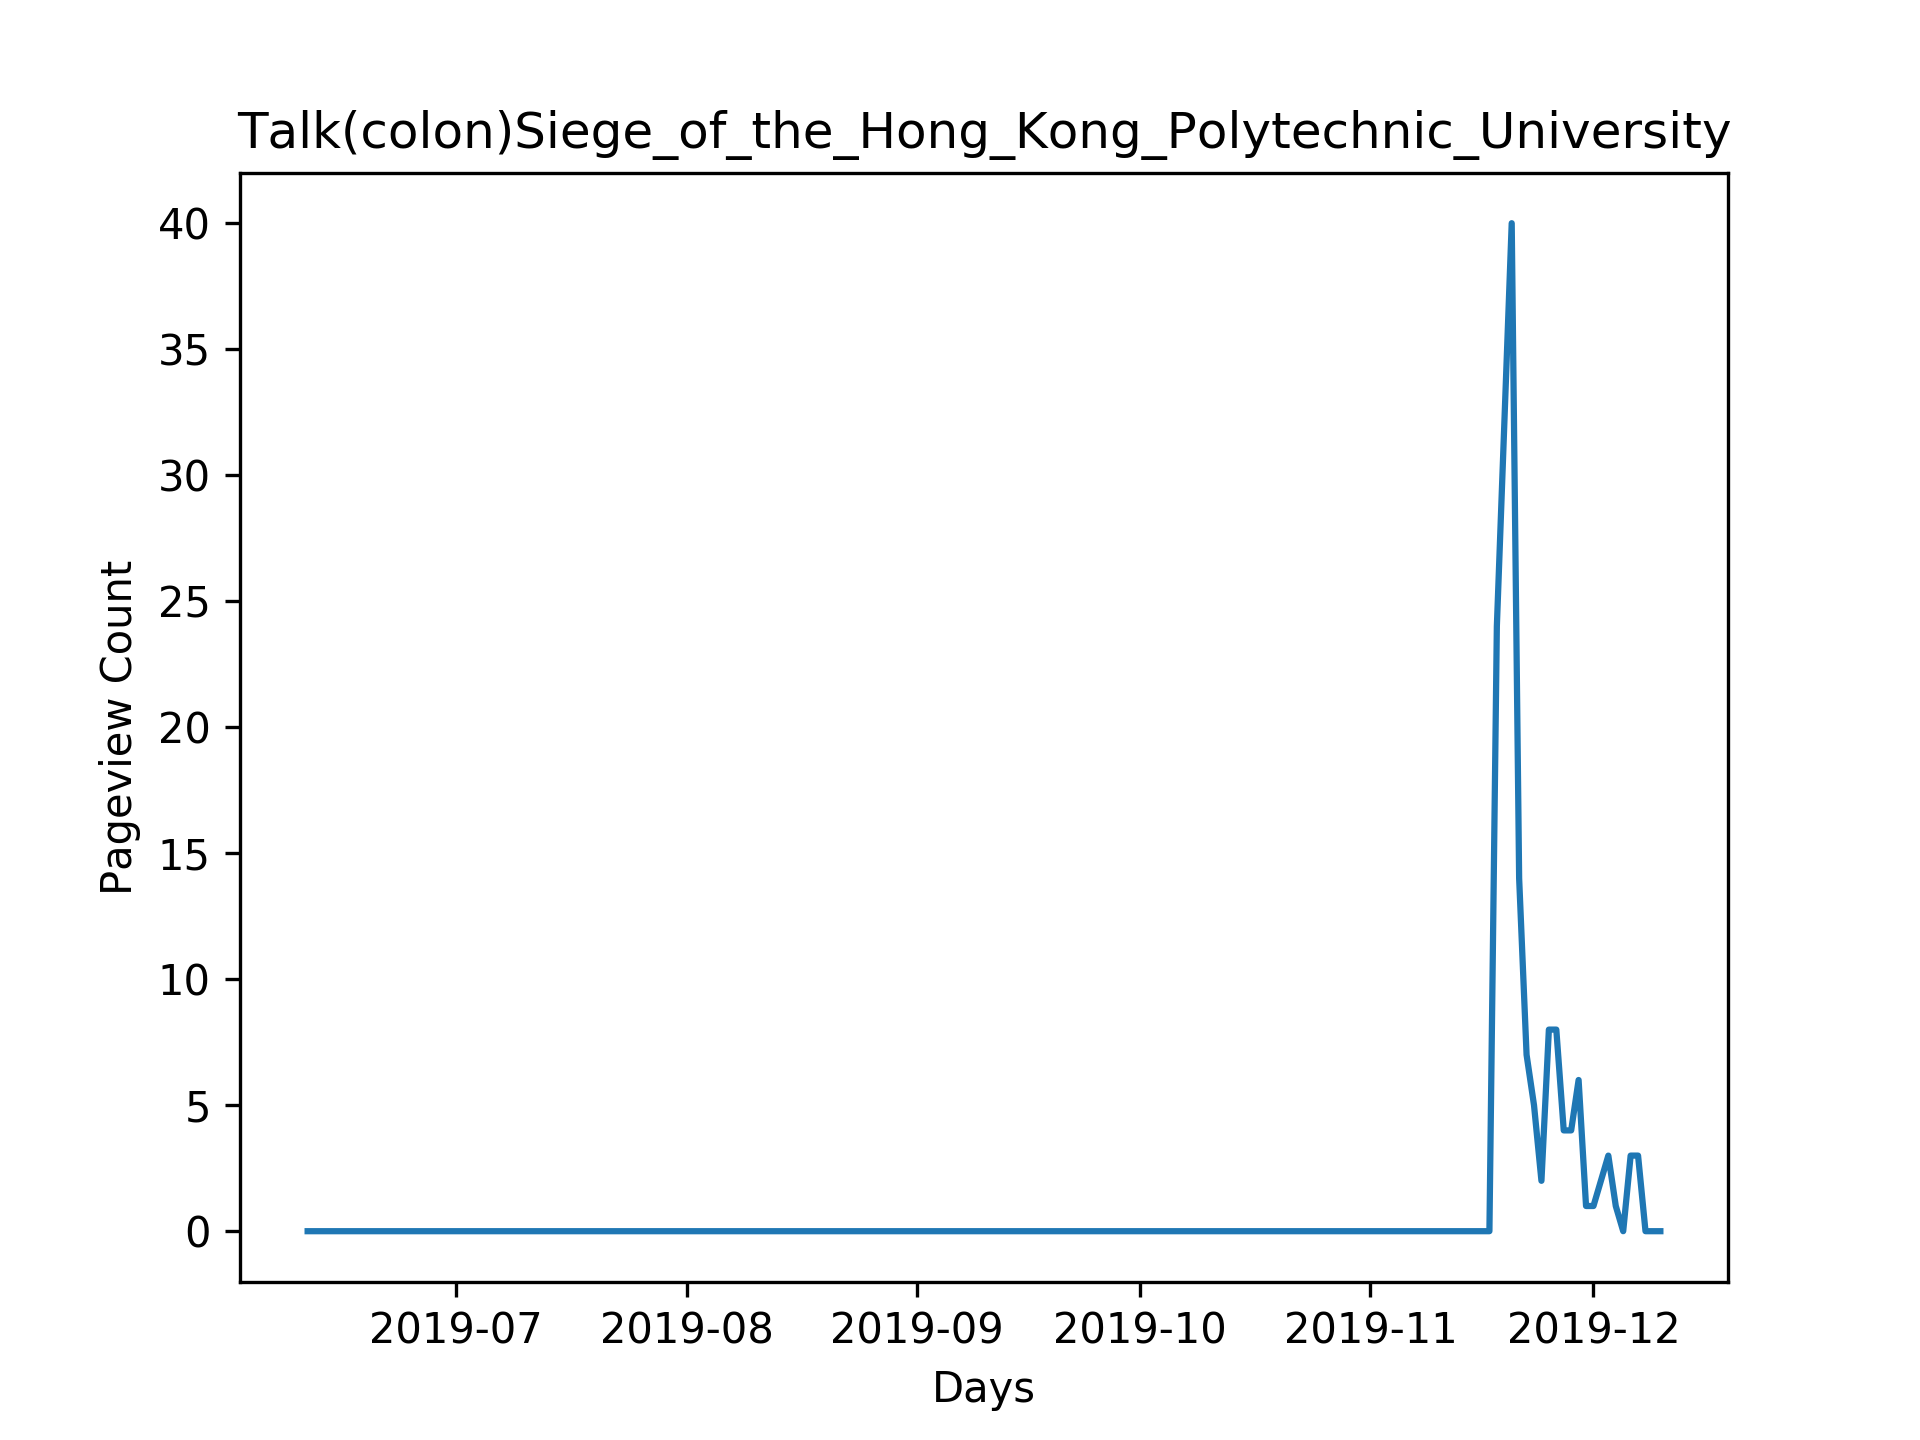 Talk(colon)Siege_of_the_Hong_Kong_Polytechnic_University
40
35
30
25
20
15
10
5
0
Pageview Count
2019-07 2019-08 2019-09 2019-10 2019-11 2019-12
Days